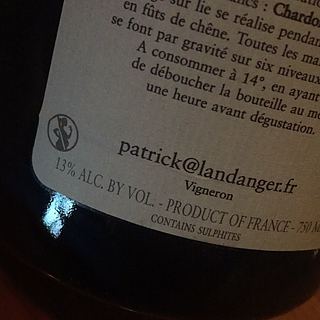 : Chardo
sur lie se réalise pendan
en fûts de chêne. Toutes les ma
se font par gravité sur six niveaux
A consommer à 14°, en ayant
de déboucher la bouteille au mo
une heure avant dégustation.
patrick@landanger.fr
Vigneron
13% ALC. BY VOL. - PRODUCT OF FRANCE - 750 M
CONTAINS SULPHITES